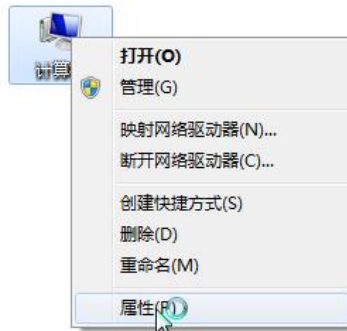 计算
打开(O)
管理(G)
映射网络驱动器(N)...
断开网络驱动器(C)...
创建快捷方式(S)
删除(D)
重命名(M)
属性(R)